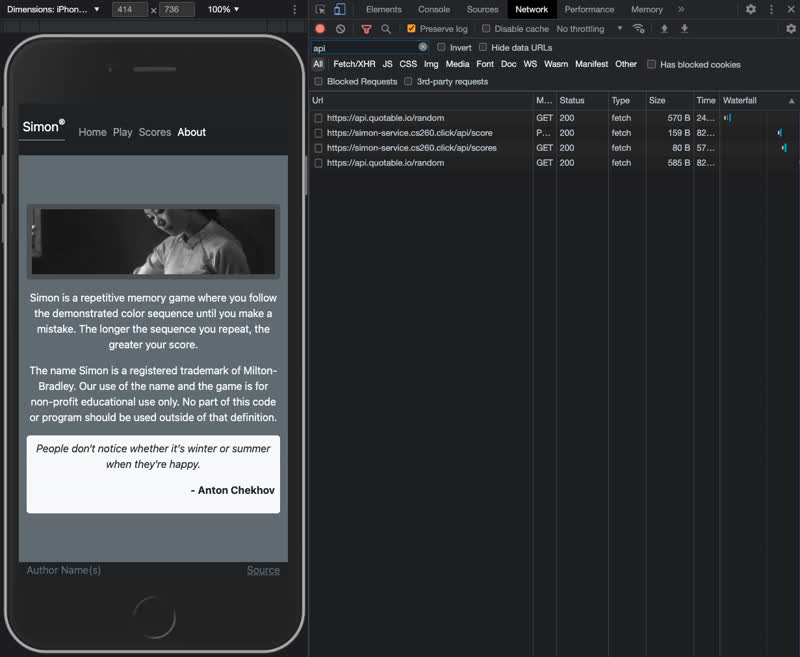 Dimensions: iPhon... ▼ 414 × 736 100% ▼
Elements Console Sources Network Performance Memory »
Preserve log Disable cache No throttling ▼
api Invert Hide data URLs
All Fetch/XHR JS CSS Img Media Font Doc WS Wasm Manifest Other Has blocked cookies
Blocked Requests 3rd-party requests
Url M... Status Type Size Time Waterfall
https://api.quotable.io/random GET 200 fetch 570 B 24...
https://simon-service.cs260.click/api/score P... 200 fetch 159 B 82...
https://simon-service.cs260.click/api/scores GET 200 fetch 80 B 57...
https://api.quotable.io/random GET 200 fetch 585 B 82...
Simon® Home Play Scores About
Simon is a repetitive memory game where you follow
the demonstrated color sequence until you make a
mistake. The longer the sequence you repeat, the
greater your score.
The name Simon is a registered trademark of Milton-
Bradley. Our use of the name and the game is for
non-profit educational use only. No part of this code
or program should be used outside of that definition.
People don't notice whether it's winter or summer
when they're happy.
- Anton Chekhov
Author Name(s) Source